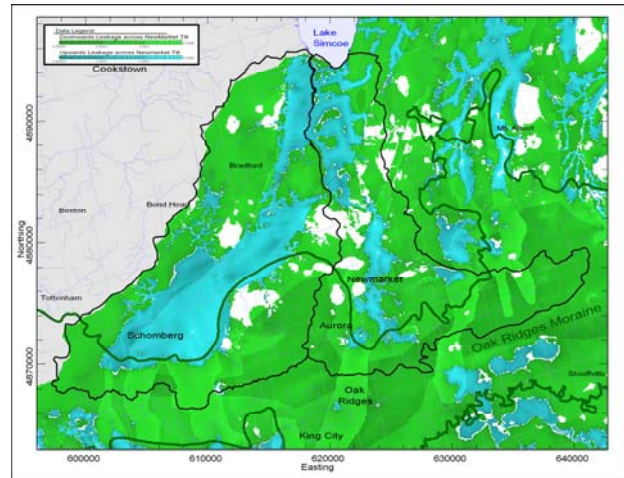 Data Legend:
Downwards Leakage across NewMarket Till
Upwards Leakage across Newmarket Till
Lake
Simcoe
Cookstown
Mt. Albert
Bradford
Bond Head
Beeton
Newmarket
Tottenham
Aurora
Schomberg
Oak Ridges Moraine
Stouffville
Oak
Ridges
King City
4890000
4880000
4870000
Northing
600000
610000
620000
630000
640000
Easting